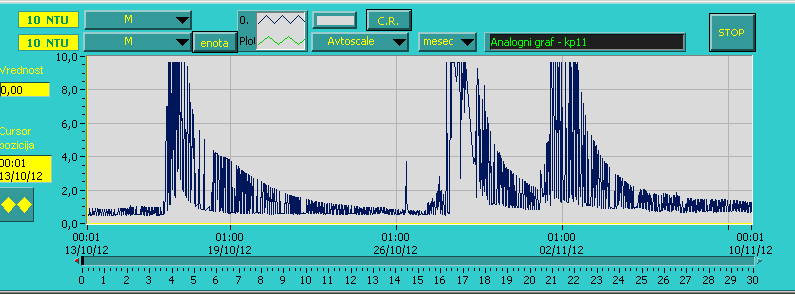 10 NTU M 0. C.R.
10 NTU M enota Plo Avtoscale mesec Analogni graf - kp11 STOP
Vrednost
0,00
Cursor
pozicija
00:01
13/10/12
10,0
8,0
6,0
4,0
2,0
0,0
00:01 01:00 01:00 01:00 00:01
13/10/12 19/10/12 26/10/12 02/11/12 10/11/12
0 1 2 3 4 5 6 7 8 9 10 11 12 13 14 15 16 17 18 19 20 21 22 23 24 25 26 27 28 29 30